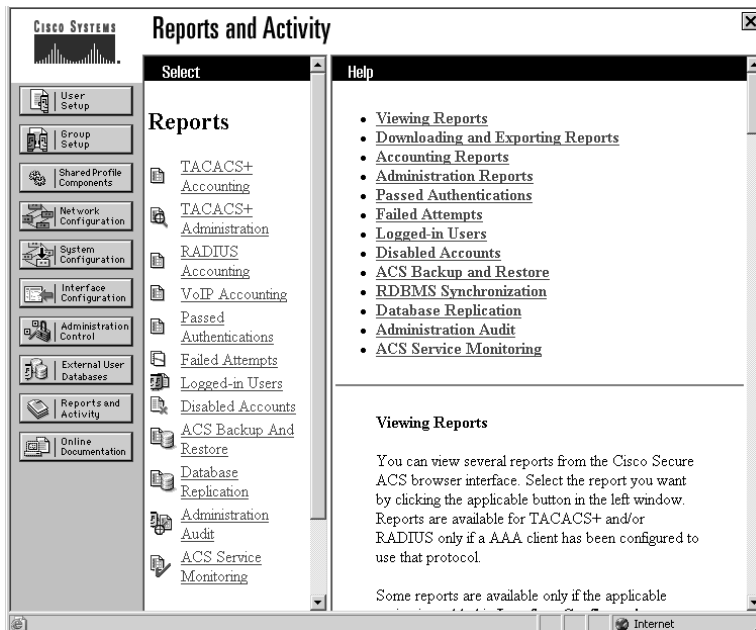 CISCO SYSTEMS
Reports and Activity
User
Setup
Group
Setup
Shared Profile
Components
Network
Configuration
System
Configuration
Interface
Configuration
Administration
Control
External User
Databases
Reports and
Activity
Online
Documentation
Select
Reports
TACACS+
Accounting
TACACS+
Administration
RADIUS
Accounting
VoIP Accounting
Passed
Authentications
Failed Attempts
Logged-in Users
Disabled Accounts
ACS Backup And
Restore
Database
Replication
Administration
Audit
ACS Service
Monitoring
Help
Viewing Reports
Downloading and Exporting Reports
Accounting Reports
Administration Reports
Passed Authentications
Failed Attempts
Logged-in Users
Disabled Accounts
ACS Backup and Restore
RDBMS Synchronization
Database Replication
Administration Audit
ACS Service Monitoring
Viewing Reports
You can view several reports from the Cisco Secure
ACS browser interface. Select the report you want
by clicking the applicable button in the left window.
Reports are available for TACACS+ and/or
RADIUS only if a AAA client has been configured to
use that protocol.
Some reports are available only if the applicable
Internet